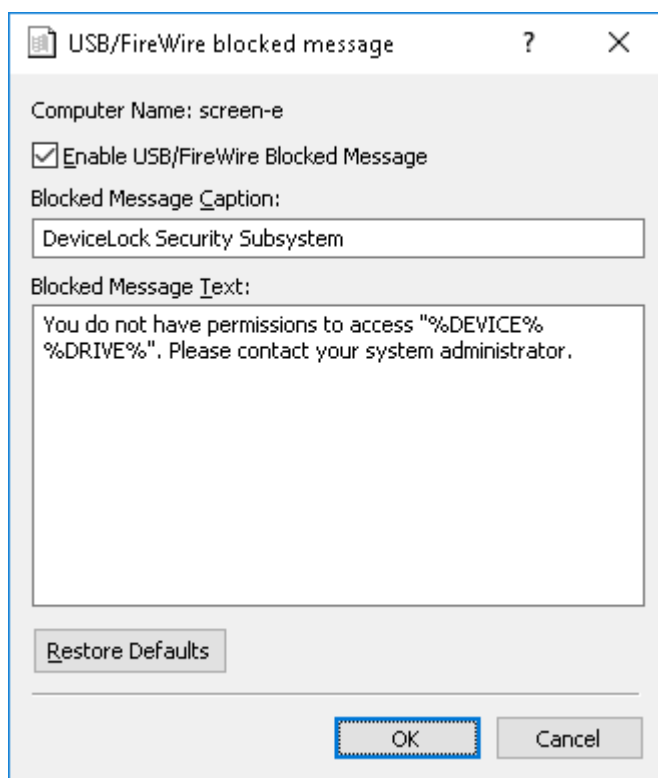 USB/FireWire blocked message
?
Computer Name: screen-e
Enable USB/FireWire Blocked Message
Blocked Message Caption:
DeviceLock Security Subsystem
Blocked Message Text:
You do not have permissions to access "%DEVICE%
%DRIVE%". Please contact your system administrator.
Restore Defaults
OK
Cancel